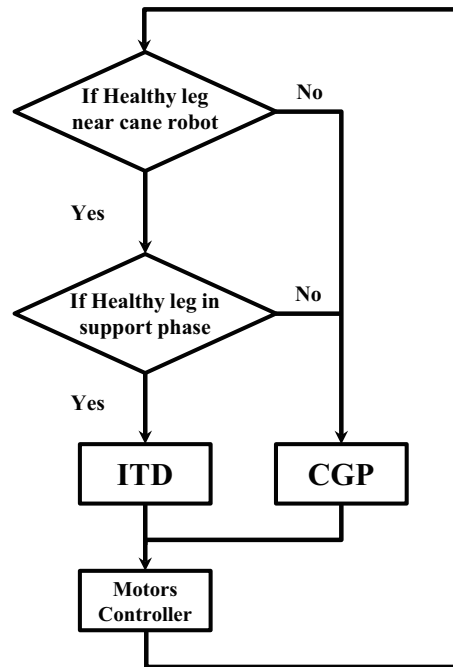 If Healthy leg
near cane robot
No
Yes
If Healthy leg in
support phase
No
Yes
ITD
CGP
Motors
Controller